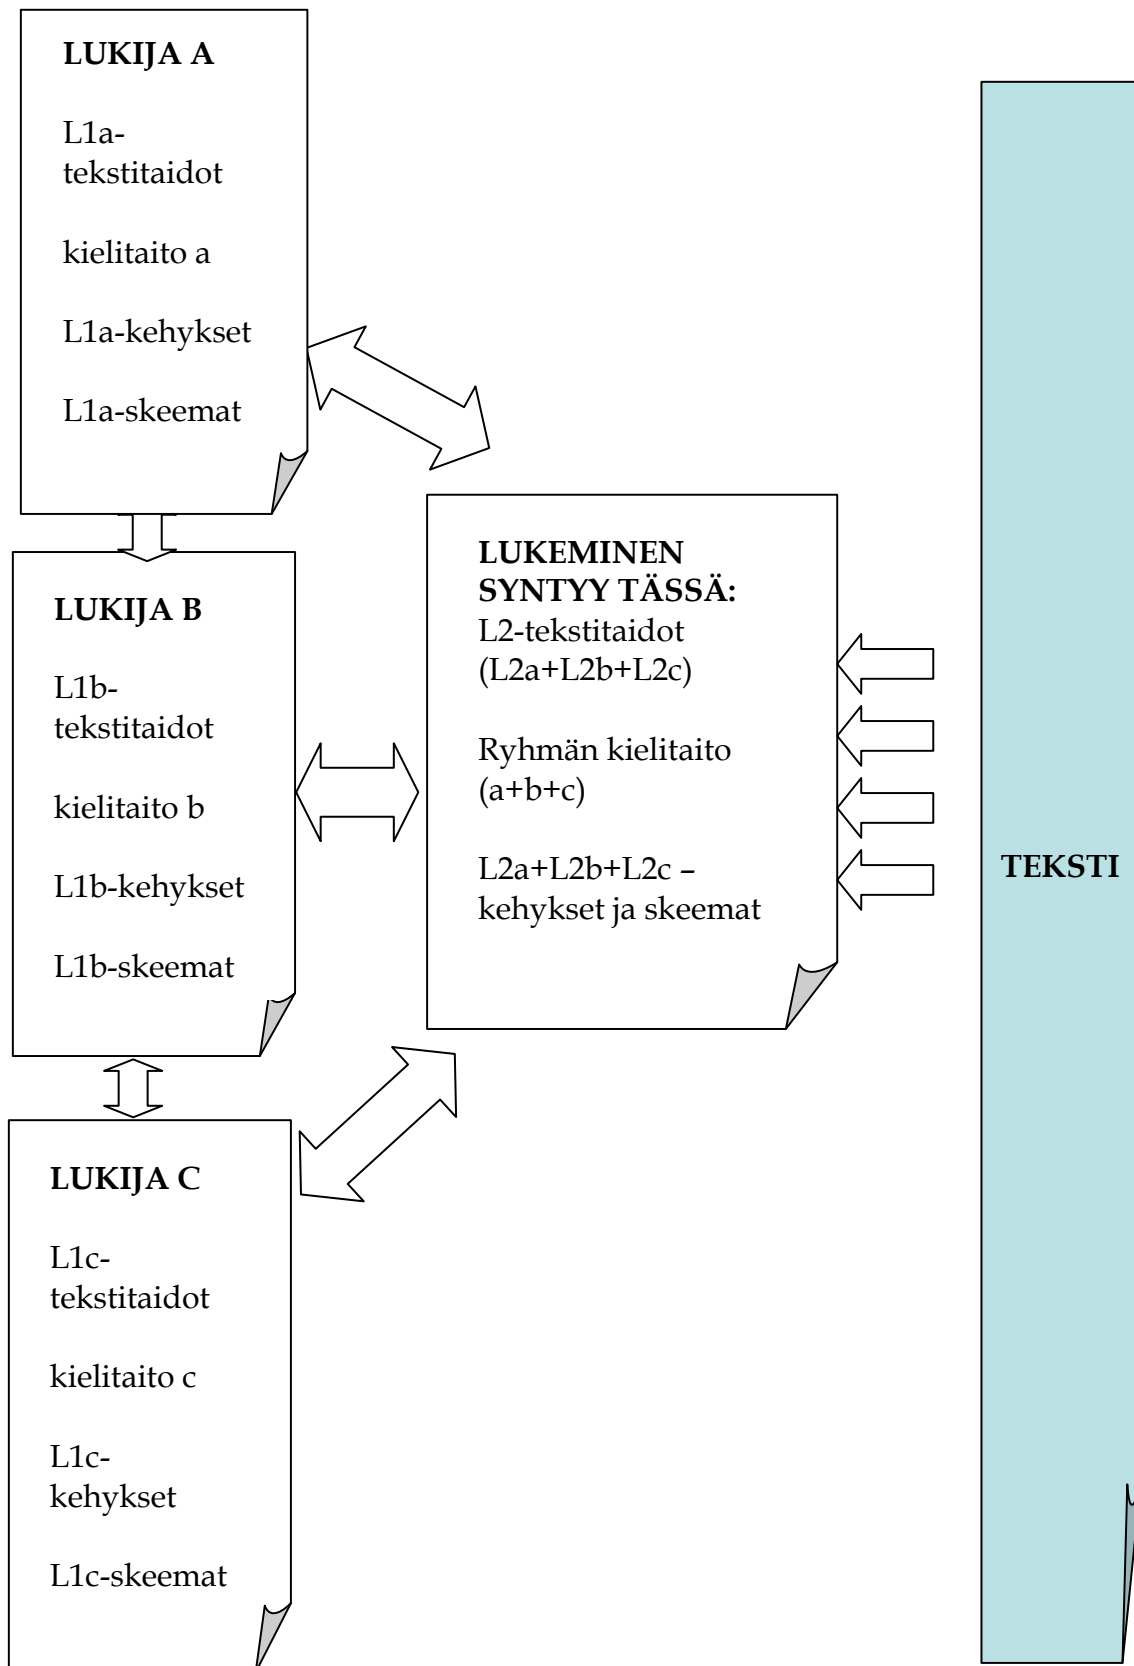 LUKIJA A
L1a-
tekstitaidot
kielitaito a
L1a-kehykset
L1a-skeemat
LUKIJA B
L1b-
tekstitaidot
kielitaito b
L1b-kehykset
L1b-skeemat
LUKIJA C
L1c-
tekstitaidot
kielitaito c
L1c-
kehykset
L1c-skeemat
LUKEMINEN
SYNTYY TÄSSÄ:
L2-tekstitaidot
(L2a+L2b+L2c)
Ryhmän kielitaito
(a+b+c)
L2a+L2b+L2c –
kehykset ja skeemat
TEKSTI